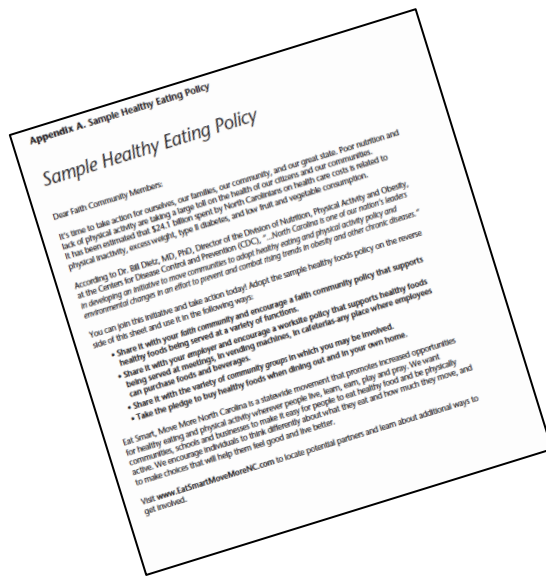 Appendix A. Sample Healthy Eating Policy
Sample Healthy Eating Policy
Dear Faith Community Members:
It's time to take action for ourselves, our families, our community, and our great state. Poor nutrition and
lack of physical activity are taking a large toll on the health of our citizens and our communities.
It has been estimated that $24.1 billion spent by North Carolinians on health care costs is related to
physical inactivity, excess weight, type II diabetes, and low fruit and vegetable consumption.
According to Dr. Bill Dietz, MD, PhD, Director of the Division of Nutrition, Physical Activity and Obesity,
at the Centers for Disease Control and Prevention (CDC), "...North Carolina is one of our nation's leaders
in developing an initiative to move communities to adopt healthy eating and physical activity policy and
environmental changes in an effort to prevent and combat rising trends in obesity and other chronic diseases."
You can join this initiative and take action today! Adopt the sample healthy foods policy on the reverse
side of this sheet and use it in the following ways:
• Share it with your faith community and encourage a faith community policy that supports
healthy foods being served at a variety of functions.
• Share it with your employer and encourage a worksite policy that supports healthy foods
being served at meetings, in vending machines, in cafeterias any place where employees
can purchase foods and beverages.
• Share it with the variety of community groups in which you may be involved.
• Take the pledge to buy healthy foods when dining out and in your own home.
Eat Smart, Move More North Carolina is a statewide movement that promotes increased opportunities
for healthy eating and physical activity wherever people live, learn, earn, play and pray. We want
communities, schools and businesses to make it easy for people to eat healthy food and be physically
active. We encourage individuals to think differently about what they eat and how much they move, and
to make choices that will help them feel good and live better.
Visit www.EatSmartMoveMoreNC.com to locate potential partners and learn about additional ways to
get involved.